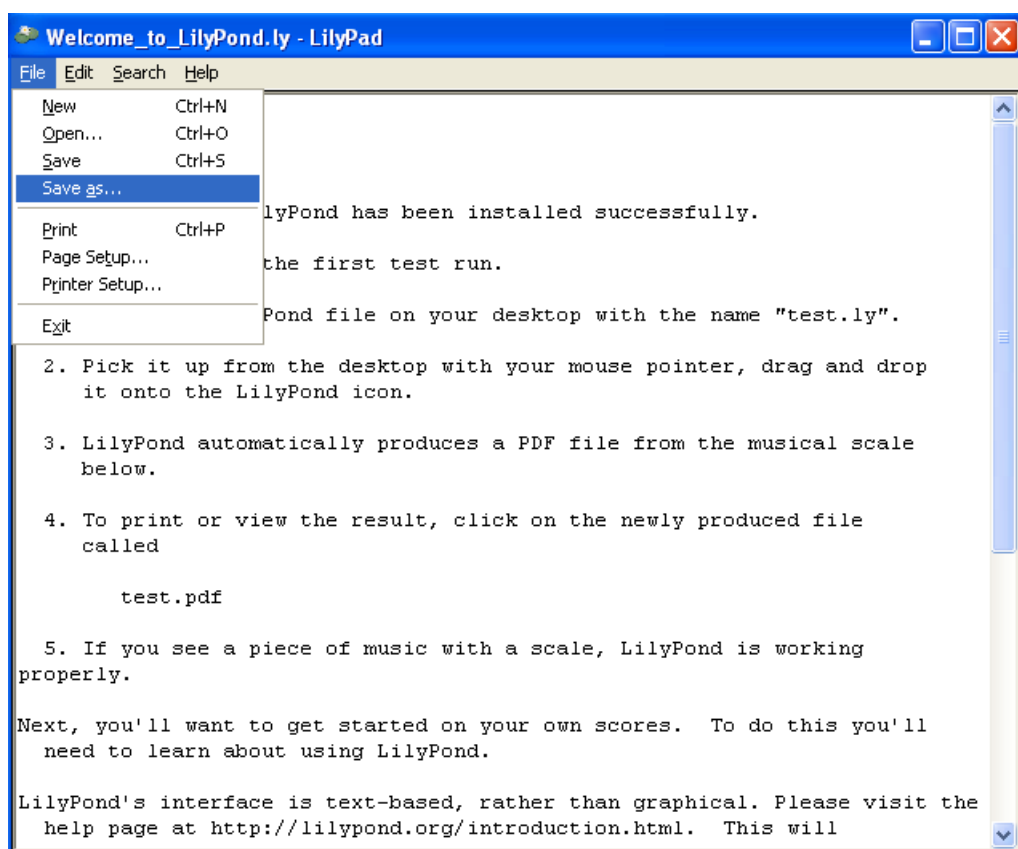 Welcome_to_LilyPond.ly - LilyPad
File Edit Search Help
New Ctrl+N
Open... Ctrl+O
Save Ctrl+S
Save as...
Print Ctrl+P
Page Setup...
Printer Setup...
Exit
lyPond has been installed successfully.
the first test run.
Pond file on your desktop with the name "test.ly".
2. Pick it up from the desktop with your mouse pointer, drag and drop
it onto the LilyPond icon.
3. LilyPond automatically produces a PDF file from the musical scale
below.
4. To print or view the result, click on the newly produced file
called
test.pdf
5. If you see a piece of music with a scale, LilyPond is working
properly.
Next, you'll want to get started on your own scores.  To do this you'll
need to learn about using LilyPond.
LilyPond's interface is text-based, rather than graphical. Please visit the
help page at http://lilypond.org/introduction.html.  This will